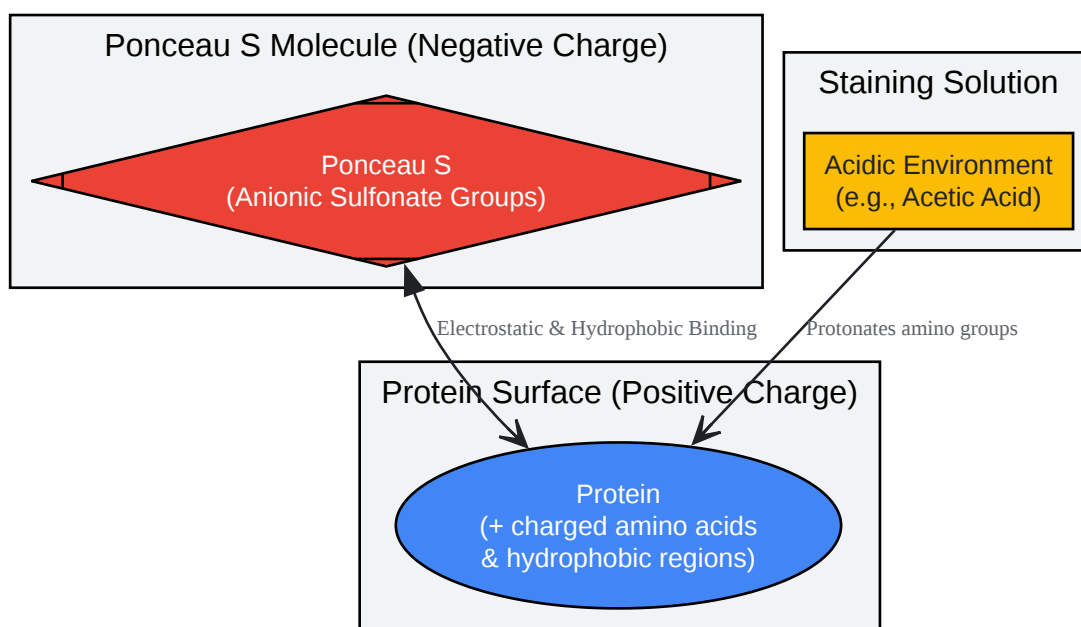 Ponceau S Molecule (Negative Charge)
Ponceau S
(Anionic Sulfonate Groups)
Staining Solution
Acidic Environment
(e.g., Acetic Acid)
Electrostatic & Hydrophobic Binding
Protonates amino groups
Protein Surface (Positive Charge)
Protein
(+ charged amino acids
& hydrophobic regions)